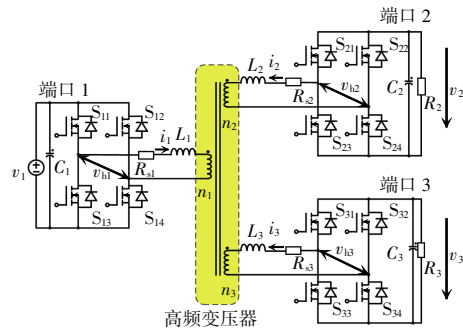 端口 2
S21 S22
L2 i2
Rs2 vh2 C2 R2 v2
n2
S23 S24
端口 1
S11 S12
i1 L1
v1 C1 vh1 Rs1
n1
S13 S14
端口 3
S31 S32
L3 i3
Rs3 vh3 C3 R3 v3
n3
S33 S34
高频变压器